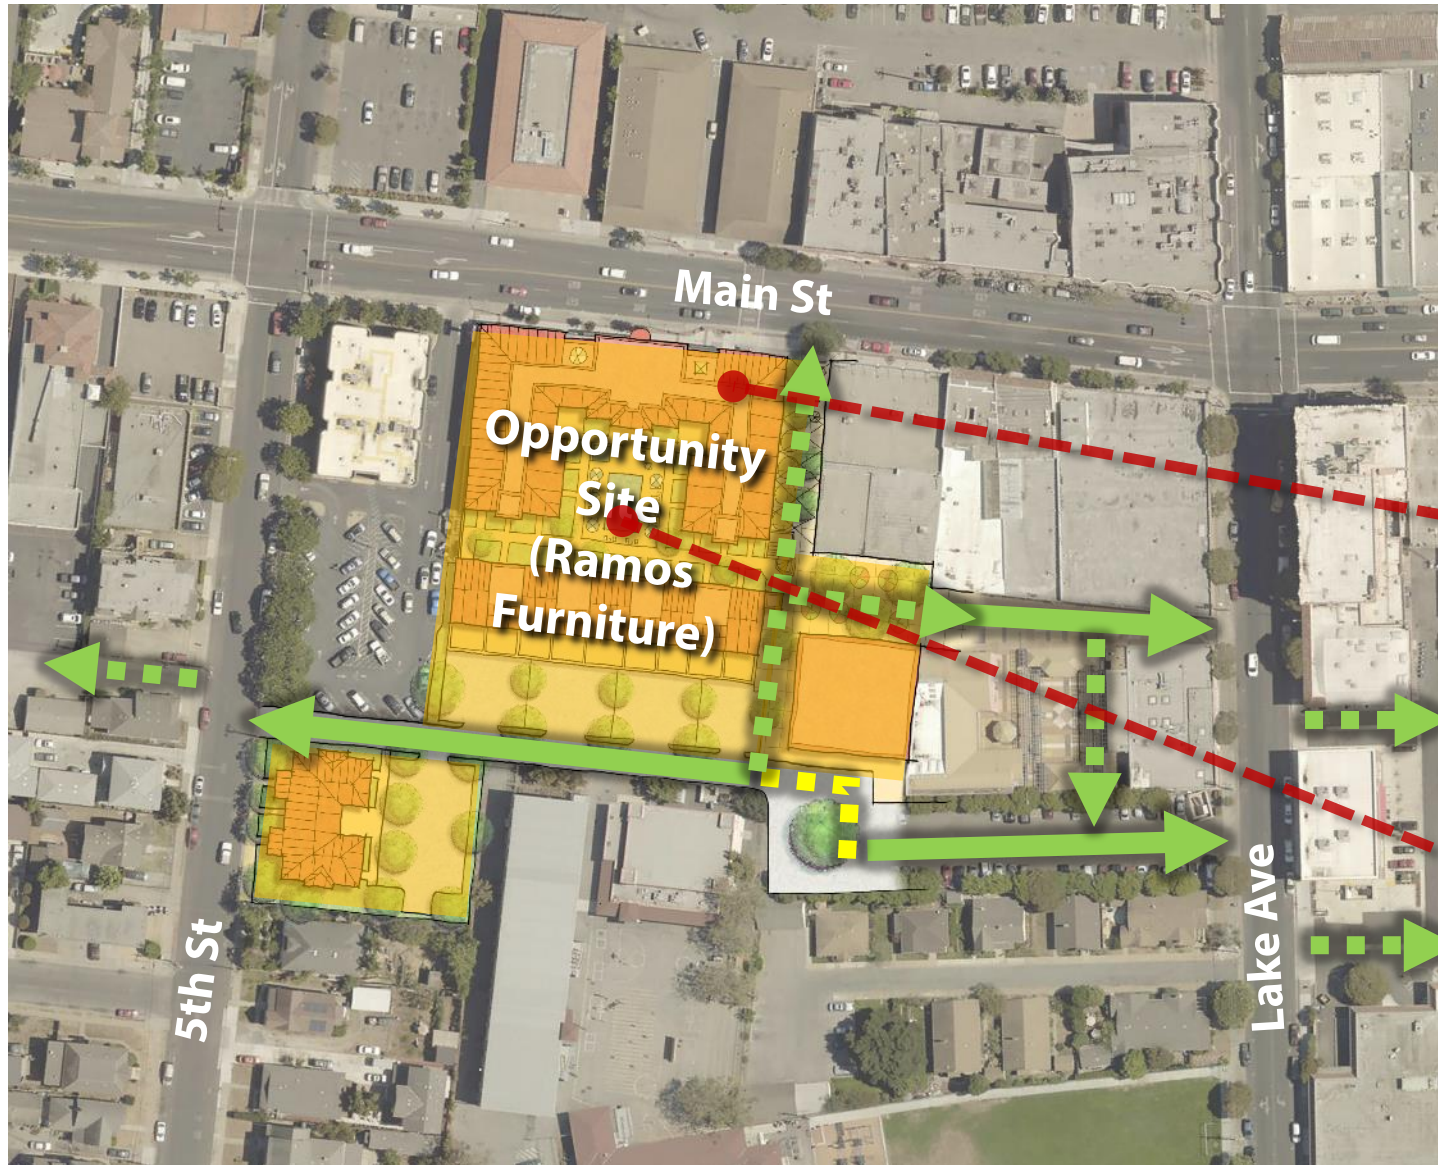 Main St
Opportunity
Site
(Ramos
Furniture)
5th St
Lake Ave